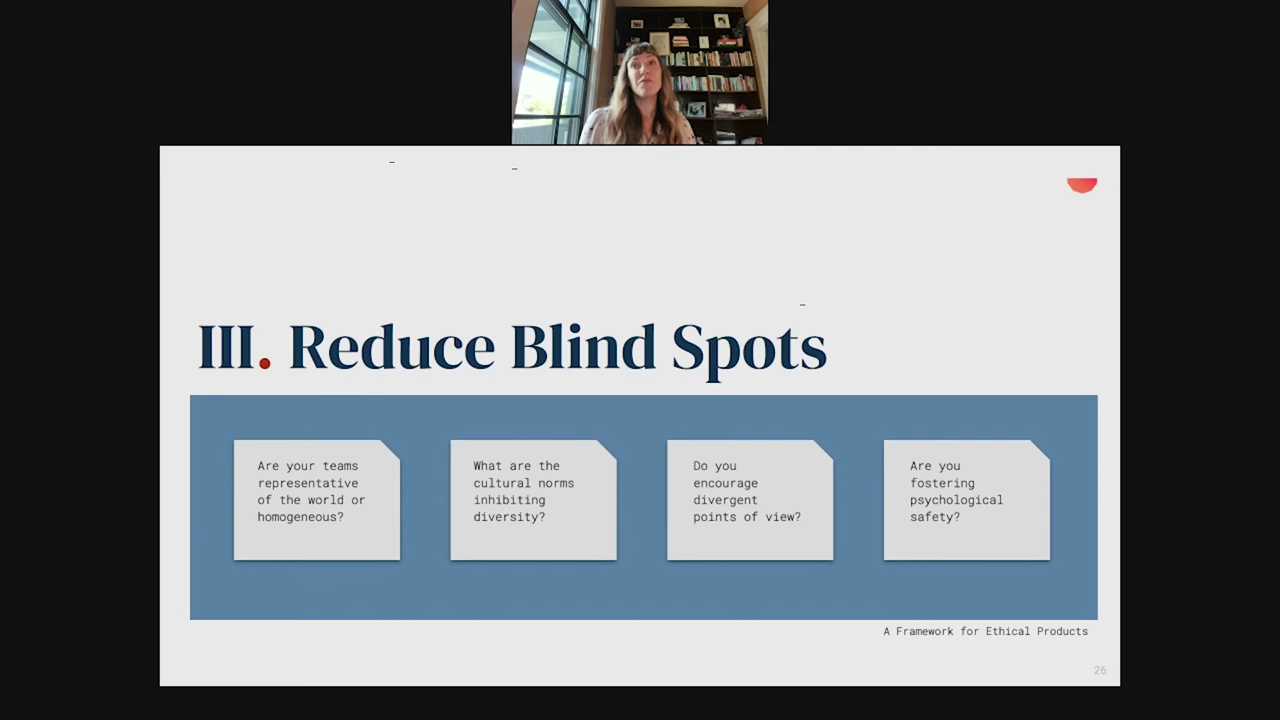 III. Reduce Blind Spots
Are your teams
representative
of the world or
homogeneous?
What are the
cultural norms
inhibiting
diversity?
Do you
encourage
divergent
points of view?
Are you
fostering
psychological
safety?
A Framework for Ethical Products
26